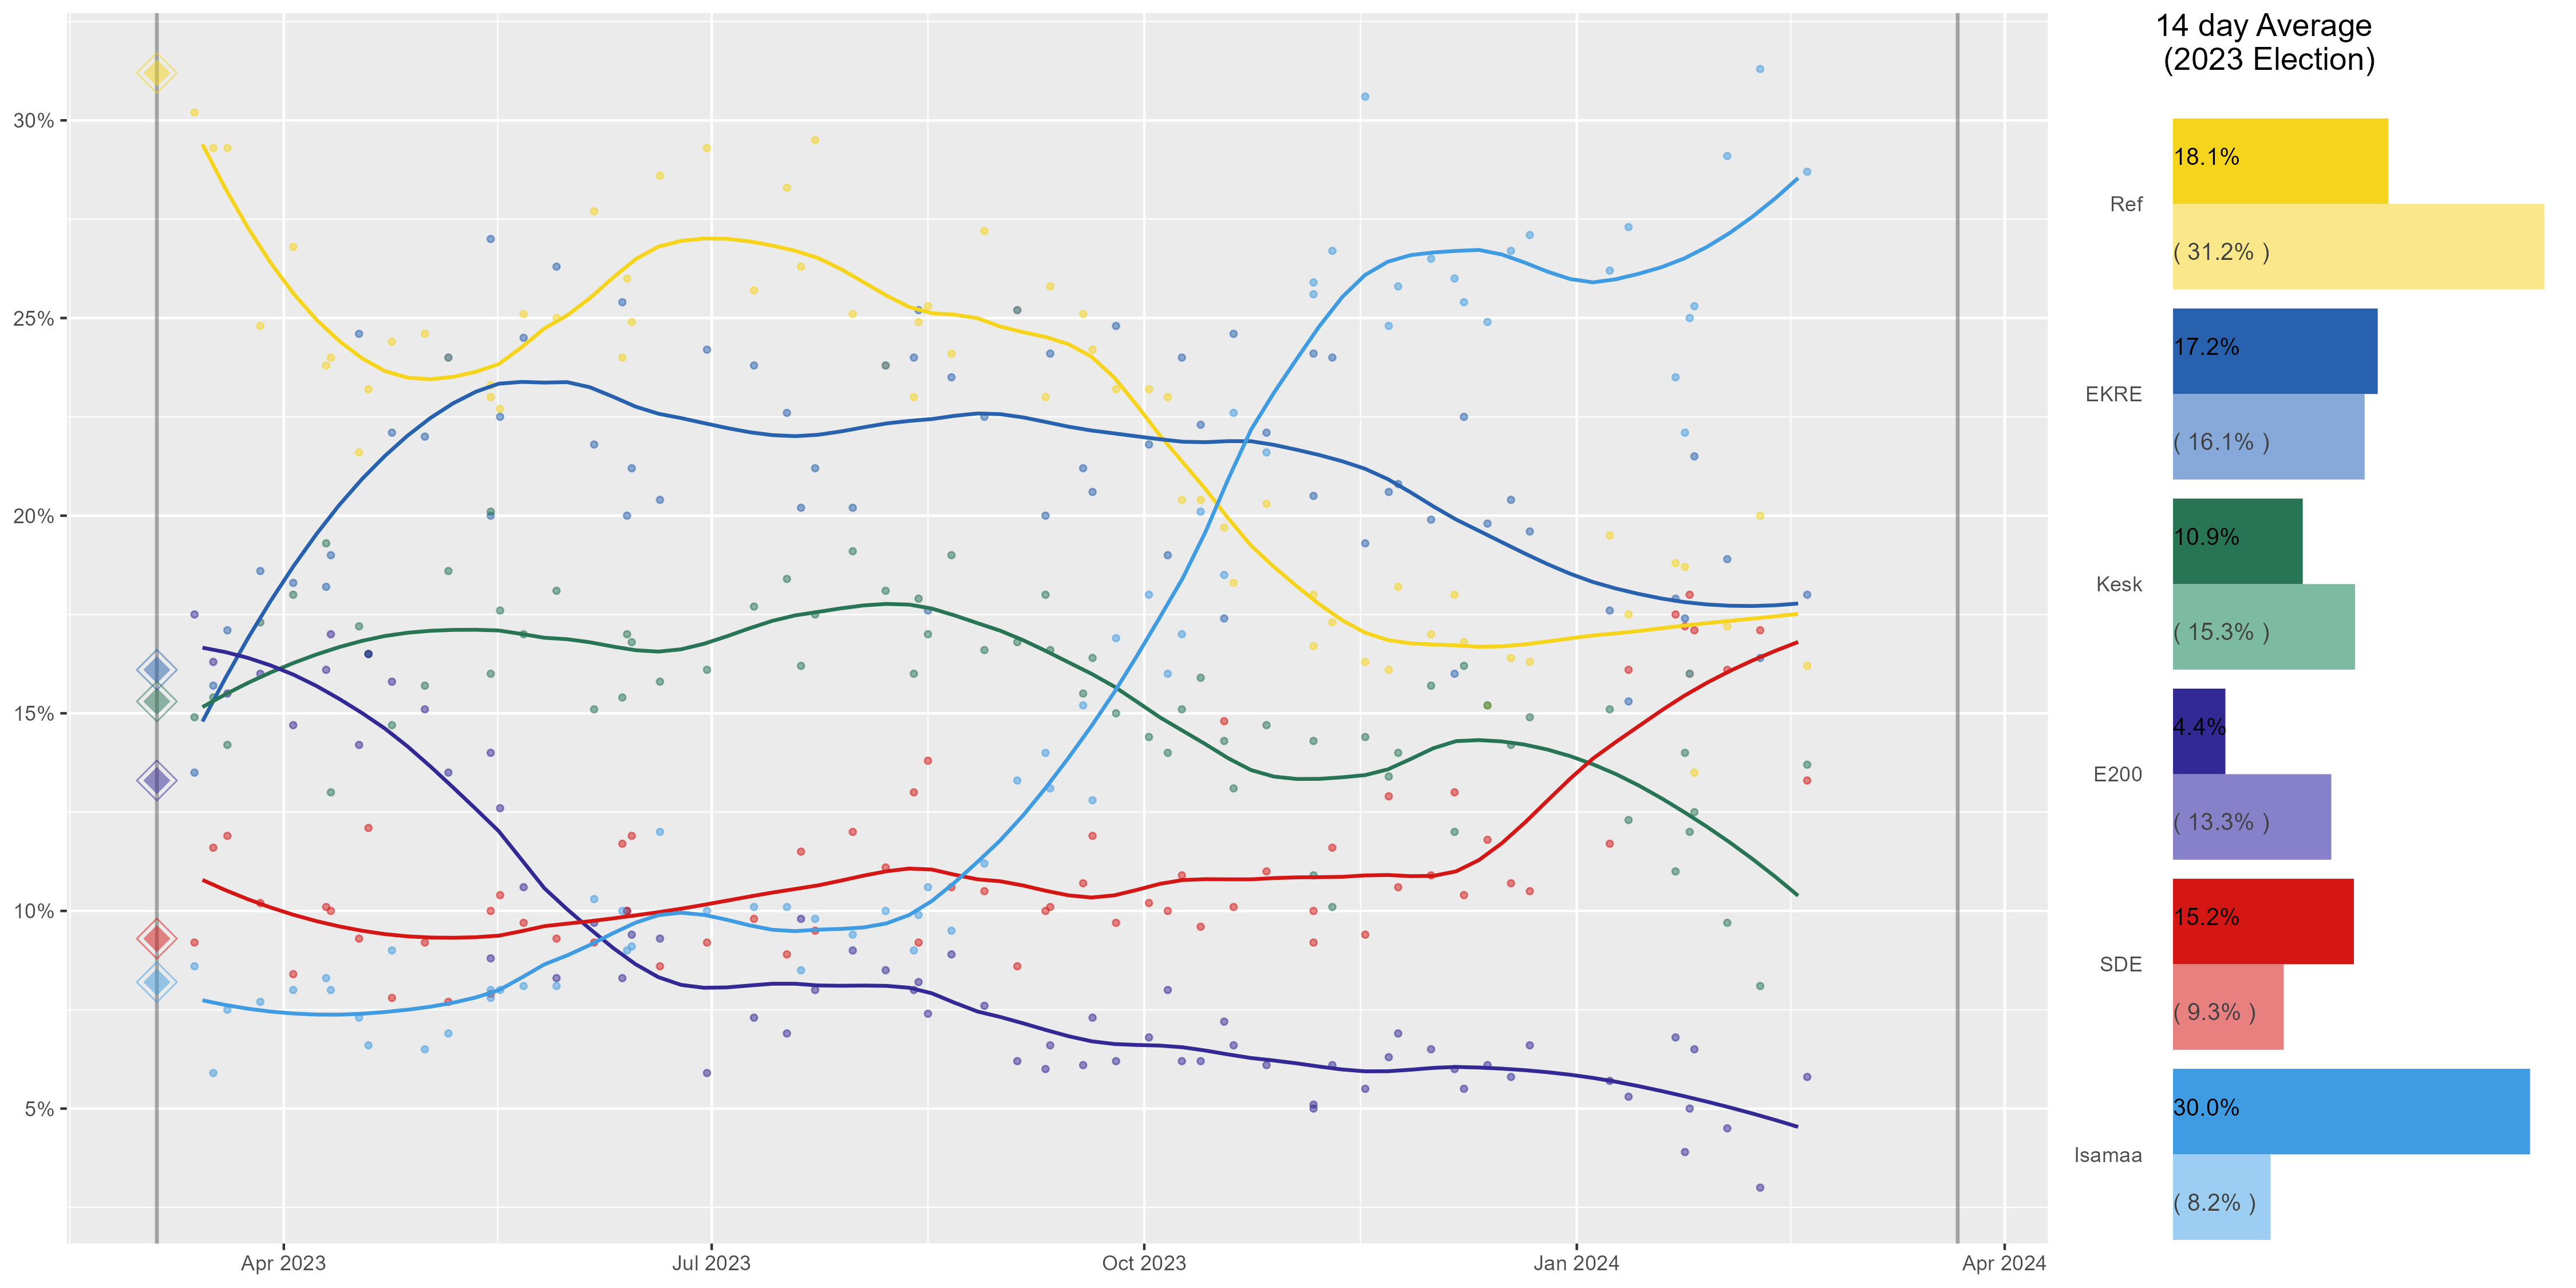 14 day Average
(2023 Election)
30%
25%
20%
15%
10%
5%
Apr 2023
Jul 2023
Oct 2023
Jan 2024
Apr 2024
Ref
18.1%
( 31.2% )
EKRE
17.2%
( 16.1% )
Kesk
10.9%
( 15.3% )
E200
4.4%
( 13.3% )
SDE
15.2%
( 9.3% )
Isamaa
30.0%
( 8.2% )